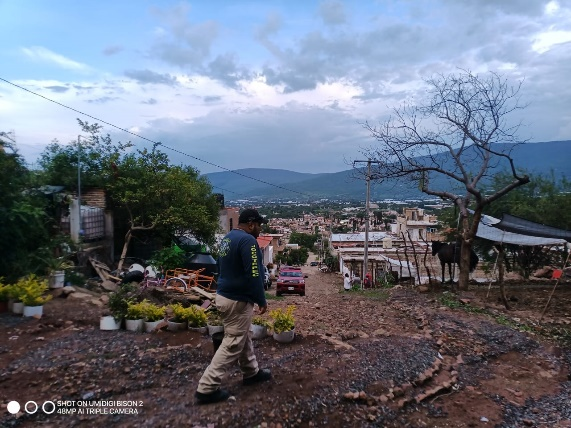 SHOT ON UMIDIGI BISON 2
48MP AI TRIPLE CAMERA